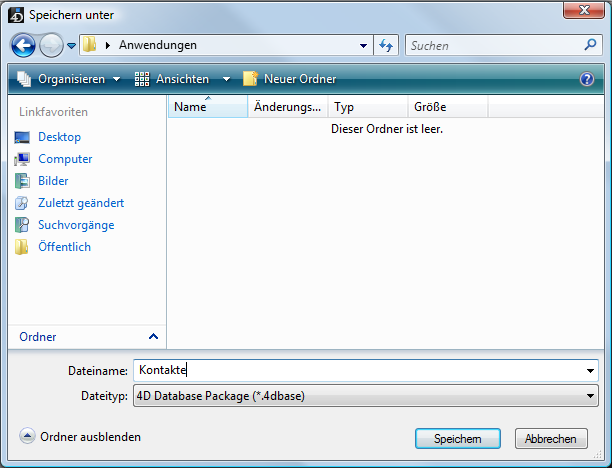 4D Speichern unter
Anwendungen
Suchen
Organisieren Ansichten Neuer Ordner ?
Linkfavoriten
Name Änderungs... Typ Größe
Dieser Ordner ist leer.
Desktop
Computer
Bilder
Zuletzt geändert
Suchvorgänge
Öffentlich
Ordner
Dateiname: Kontakte
Dateityp: 4D Database Package (*.4dbase)
Ordner ausblenden
Speichern Abbrechen